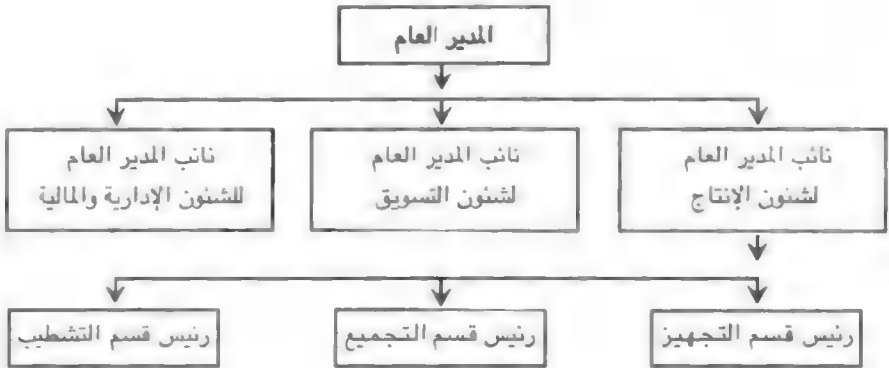 المدير العام
نائب المدير العام
لشئون الإنتاج
نائب المدير العام
لشئون التسويق
نائب المدير العام
للشئون الإدارية والمالية
رئيس قسم التجهيز
رئيس قسم التجميع
رئيس قسم التشطيب